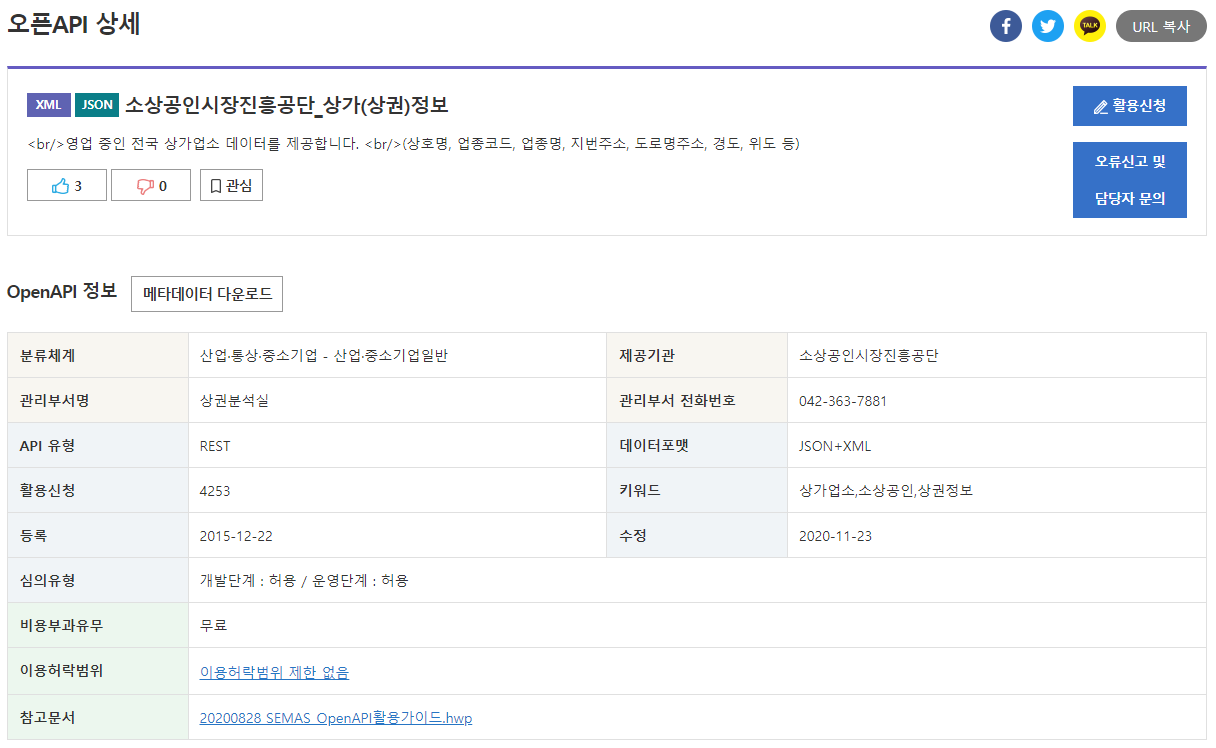 오픈API 상세
TALK
URL 복사
XML JSON 소상공인시장진흥공단_상가(상권)정보
활용신청
<br/>영업 중인 전국 상가업소 데이터를 제공합니다. <br/>(상호명, 업종코드, 업종명, 지번주소, 도로명주소, 경도, 위도 등)
오류신고 및
담당자 문의
3 0 관심
OpenAPI 정보 메타데이터 다운로드
분류체계 산업·통상·중소기업 - 산업·중소기업일반 제공기관 소상공인시장진흥공단
관리부서명 상권분석실 관리부서 전화번호 042-363-7881
API 유형 REST 데이터포맷 JSON+XML
활용신청 4253 키워드 상가업소,소상공인,상권정보
등록 2015-12-22 수정 2020-11-23
심의유형 개발단계 : 허용 / 운영단계 : 허용
비용부과유무 무료
이용허락범위 이용허락범위 제한 없음
참고문서 20200828 SEMAS OpenAPI활용가이드.hwp